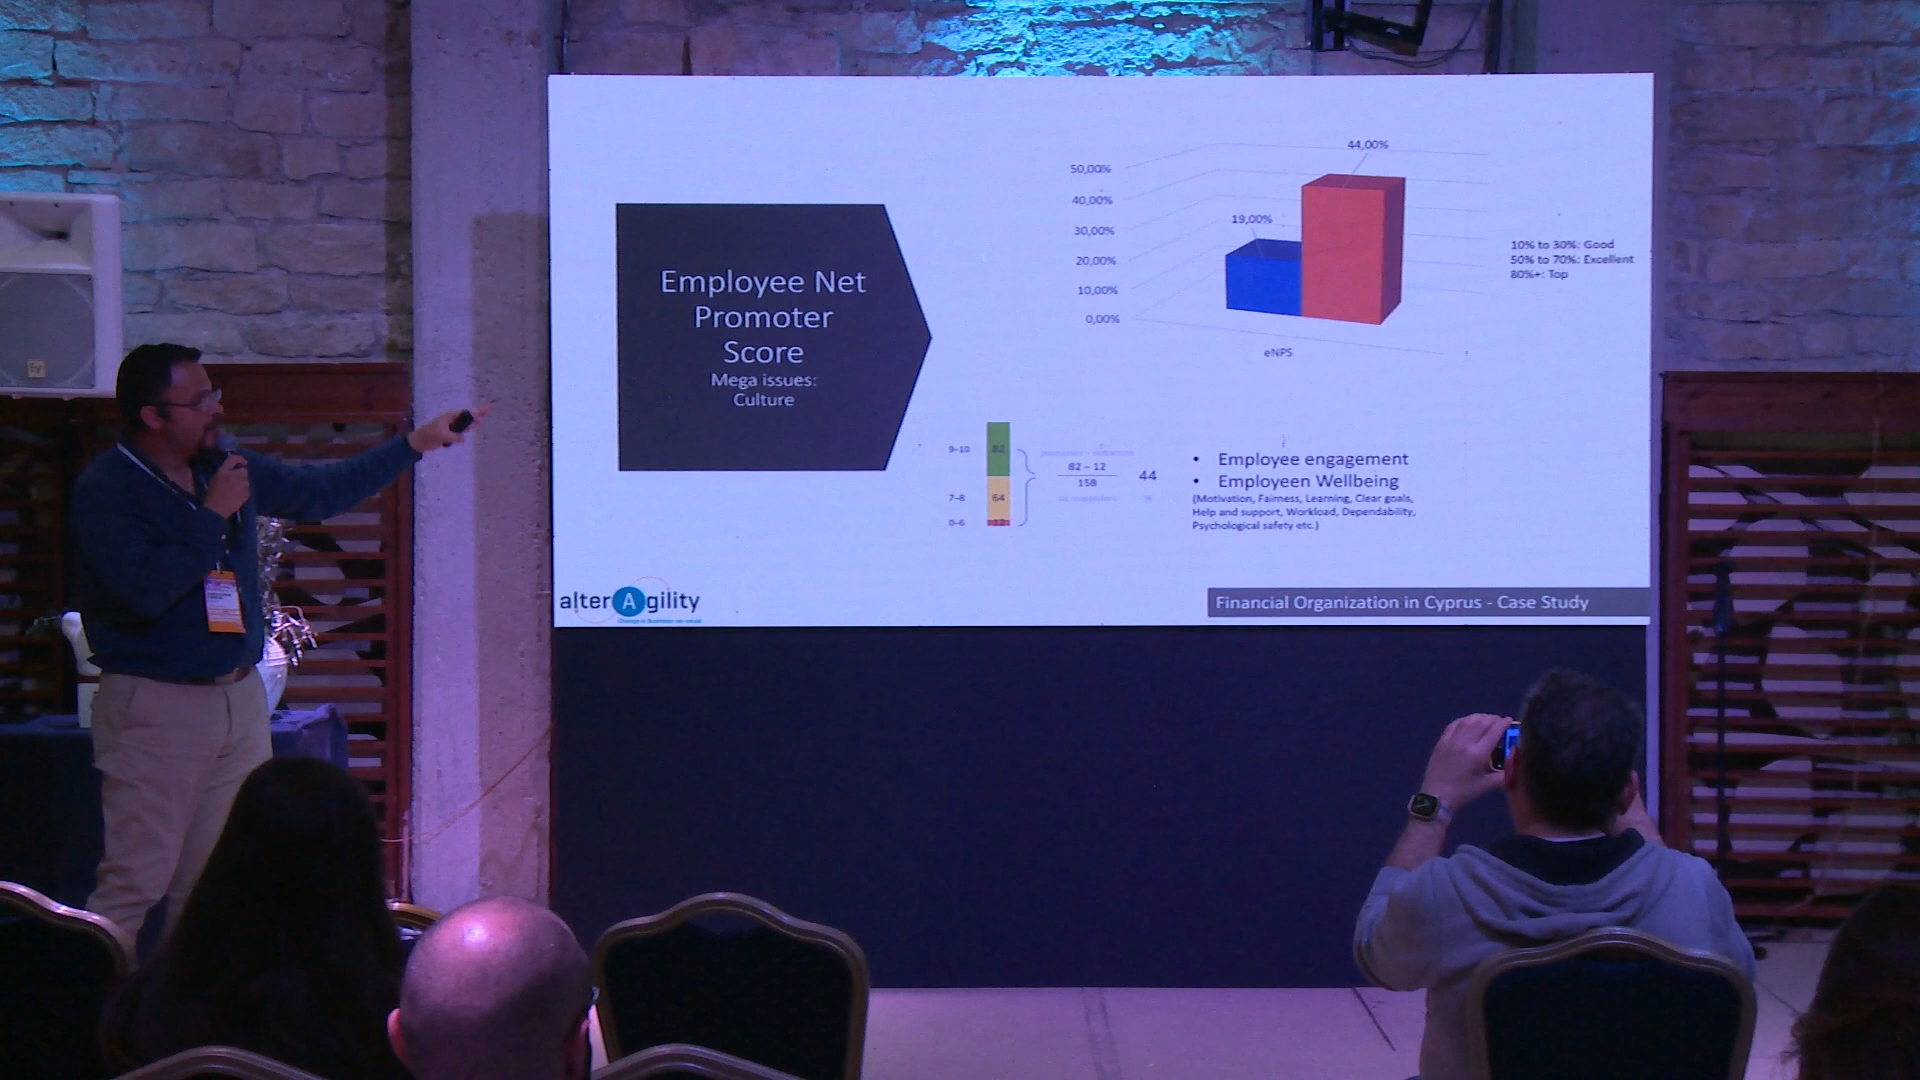 Employee Net
Promoter
Score
Mega issues:
Culture
44,00%
50,00%
40,00%
30,00%
20,00%
10,00%
0,00%
19,00%
eNPS
10% to 30%: Good
50% to 70%: Excellent
80%+: Top
9–10
82
7–8
64
0–6
12
82 – 12
158
44
%
• Employee engagement
• Employeen Wellbeing
(Motivation, Fairness, Learning, Clear goals,
Help and support, Workload, Dependability,
Psychological safety etc.)
alterAgility
Financial Organization in Cyprus - Case Study